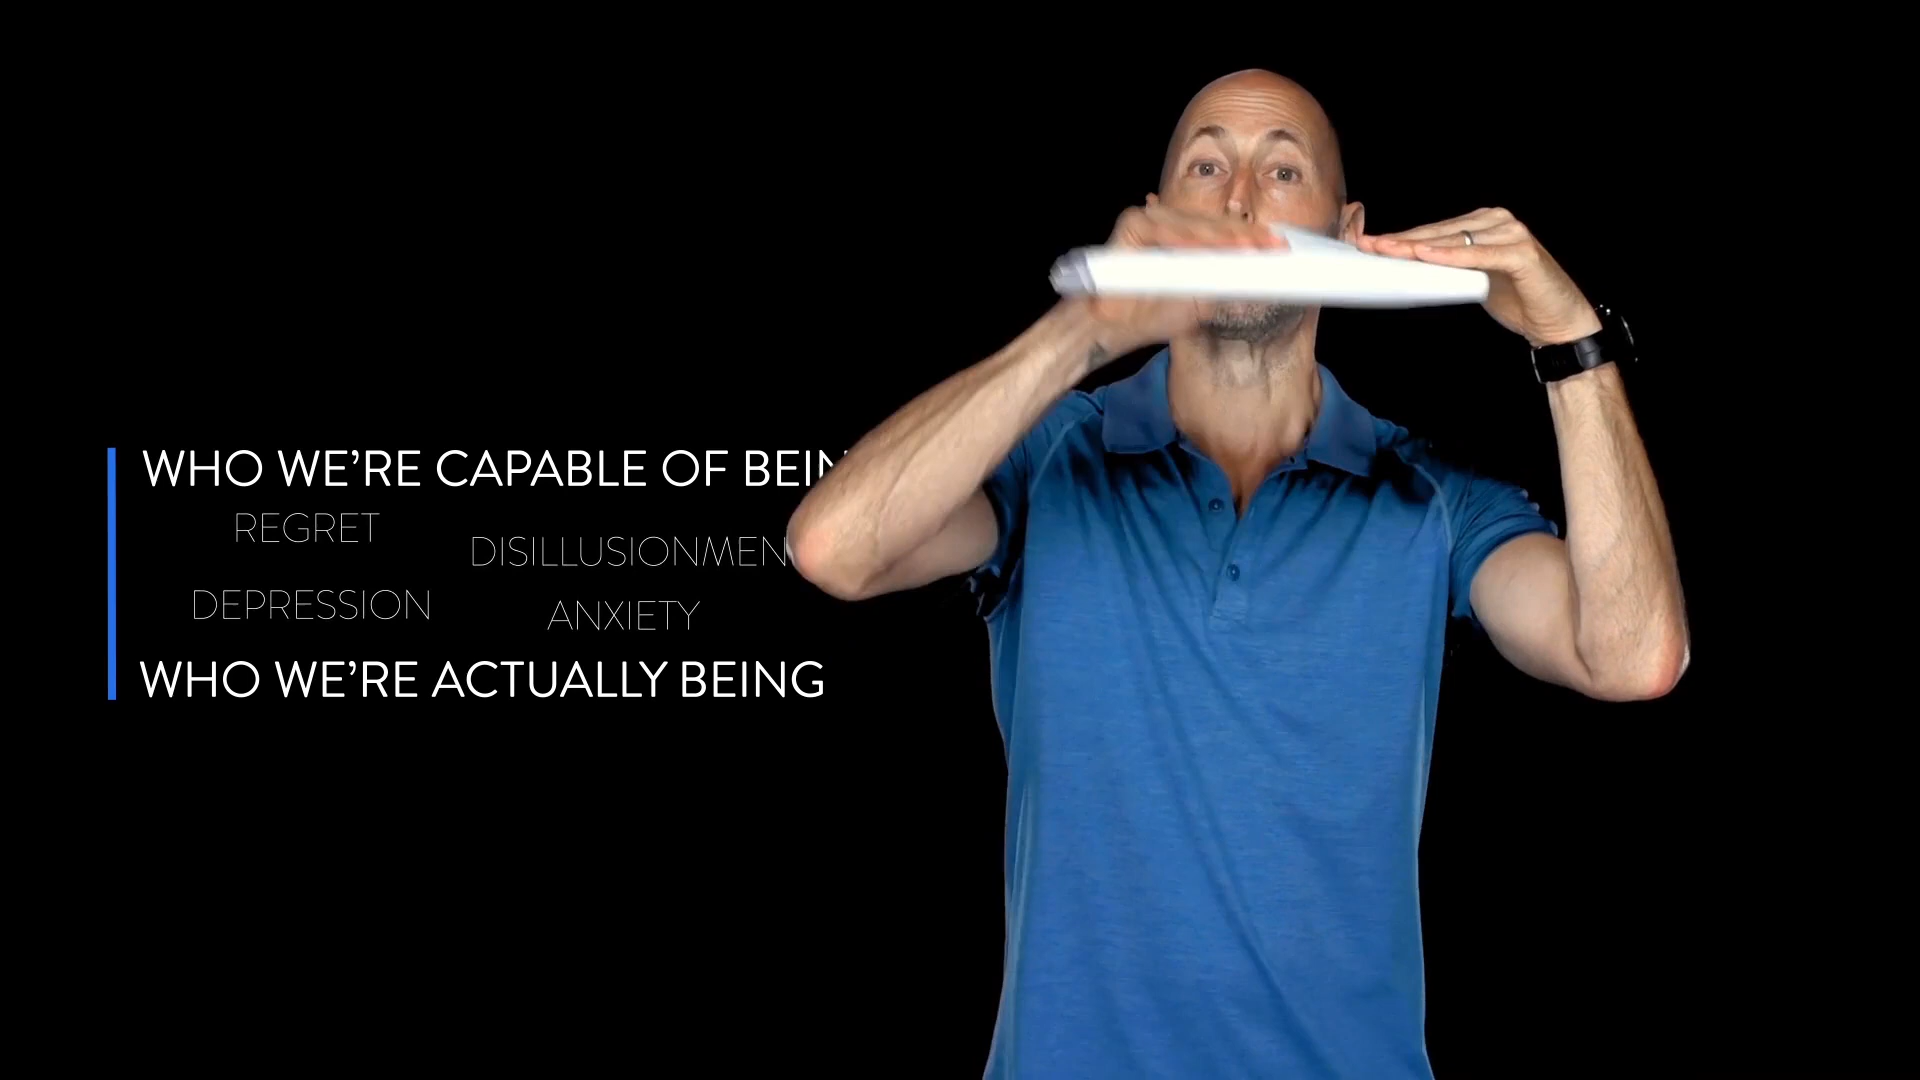 WHO WE'RE CAPABLE OF BEIN
REGRET
DISILLUSIONMEN
DEPRESSION
ANXIETY
WHO WE'RE ACTUALLY BEING